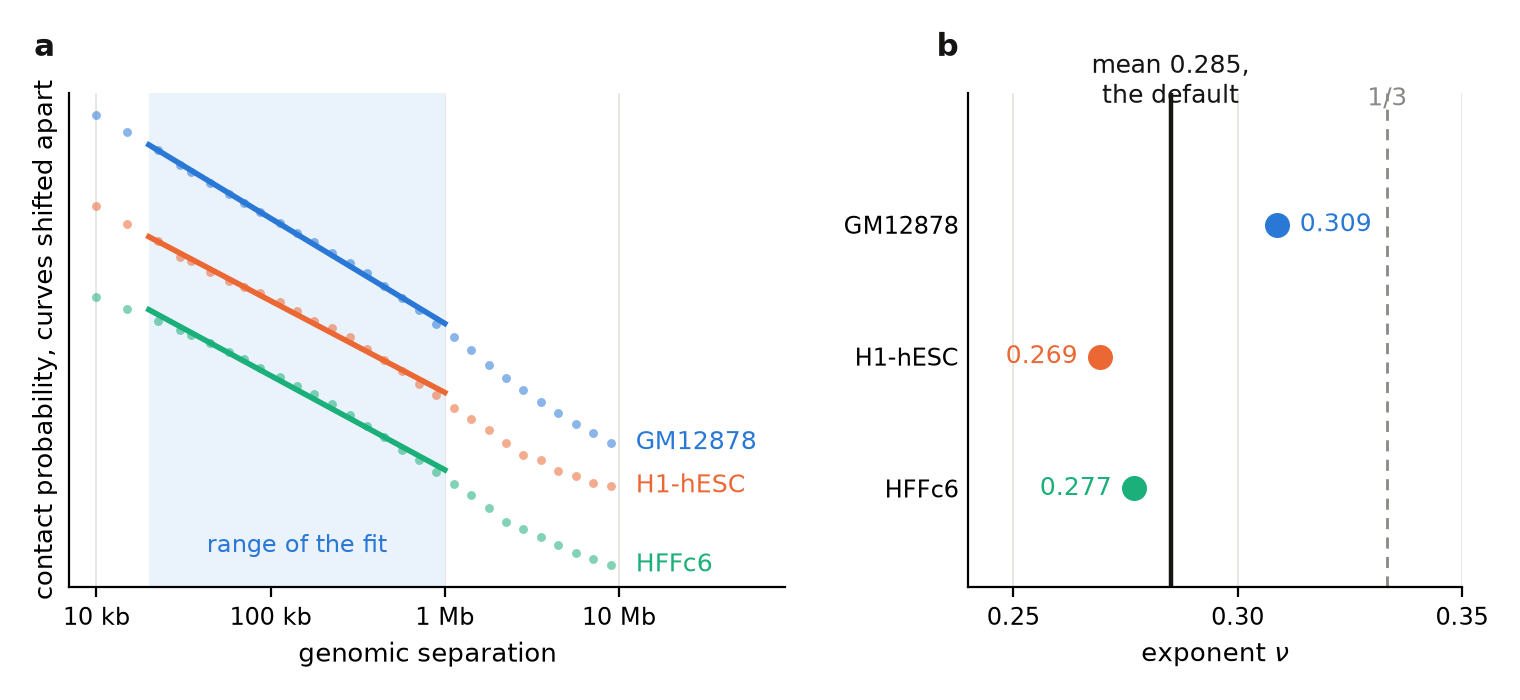 a
contact probability, curves shifted apart
range of the fit
GM12878
H1-hESC
HFFc6
10 kb
100 kb
1 Mb
10 Mb
genomic separation
b
mean 0.285,
the default
1/3
GM12878
0.309
H1-hESC
0.269
HFFc6
0.277
0.25
0.30
0.35
exponent ν